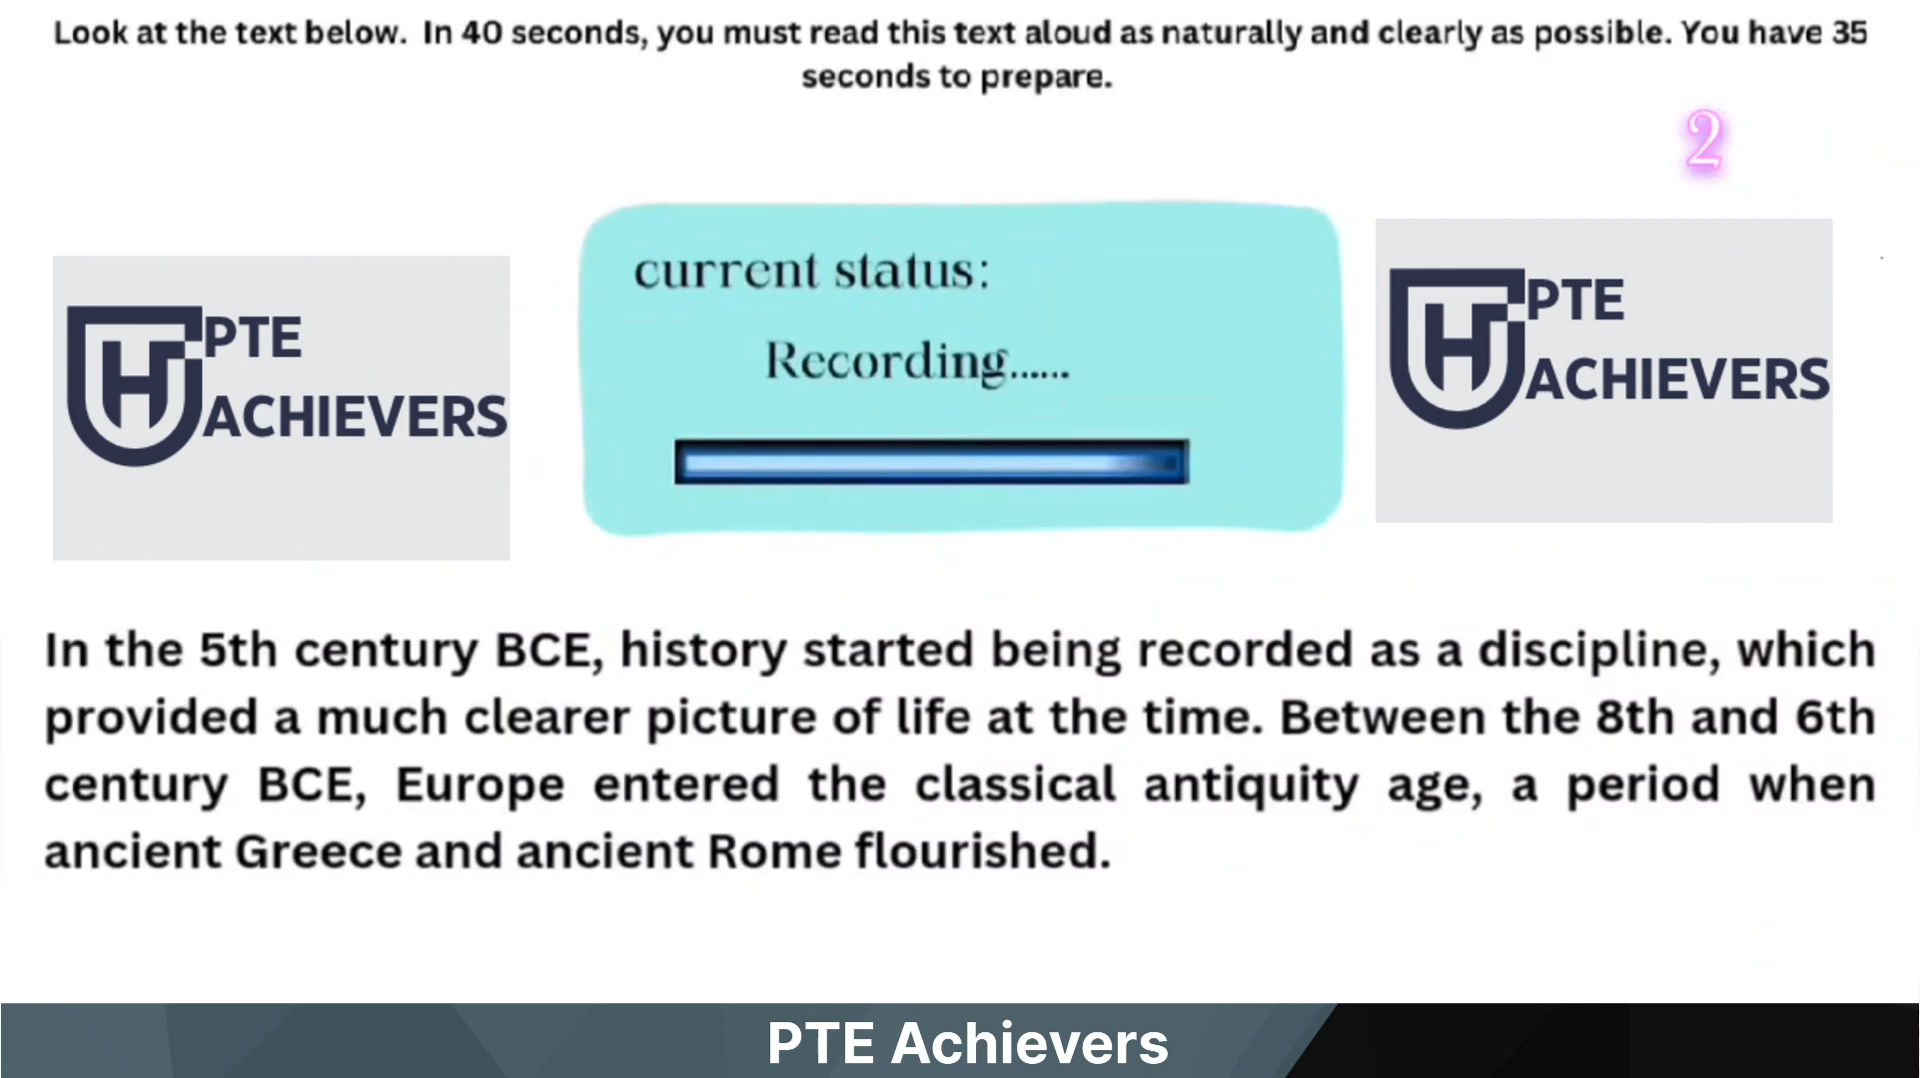 Look at the text below. In 40 seconds, you must read this text aloud as naturally and clearly as possible. You have 35
seconds to prepare.
2
current status:
Recording......
PTE
ACHIEVERS
PTE
ACHIEVERS
In the 5th century BCE, history started being recorded as a discipline, which
provided a much clearer picture of life at the time. Between the 8th and 6th
century BCE, Europe entered the classical antiquity age, a period when
ancient Greece and ancient Rome flourished.
PTE Achievers